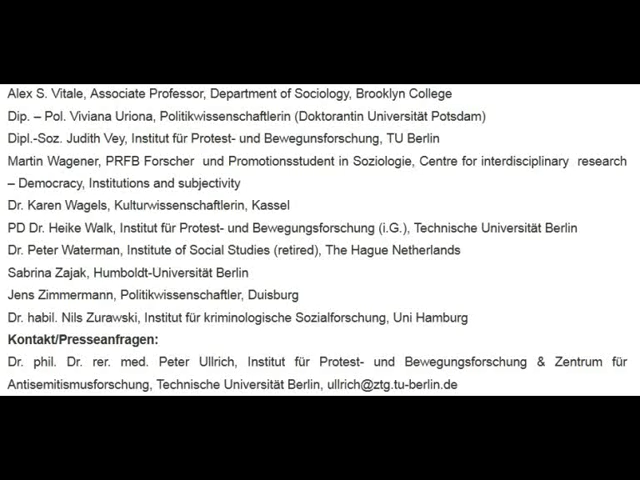 Alex S. Vitale, Associate Professor, Department of Sociology, Brooklyn College
Dip. – Pol. Viviana Uriona, Politikwissenschaftlerin (Doktorantin Universität Potsdam)
Dipl.-Soz. Judith Vey, Institut für Protest- und Bewegunsforschung, TU Berlin
Martin Wagener, PRFB Forscher und Promotionsstudent in Soziologie, Centre for interdisciplinary research
– Democracy, Institutions and subjectivity
Dr. Karen Wagels, Kulturwissenschaftlerin, Kassel
PD Dr. Heike Walk, Institut für Protest- und Bewegungsforschung (i.G.), Technische Universität Berlin
Dr. Peter Waterman, Institute of Social Studies (retired), The Hague Netherlands
Sabrina Zajak, Humboldt-Universität Berlin
Jens Zimmermann, Politikwissenschaftler, Duisburg
Dr. habil. Nils Zurawski, Institut für kriminologische Sozialforschung, Uni Hamburg
Kontakt/Presseanfragen:
Dr. phil. Dr. rer. med. Peter Ullrich, Institut für Protest- und Bewegungsforschung & Zentrum für
Antisemitismusforschung, Technische Universität Berlin, ullrich@ztg.tu-berlin.de